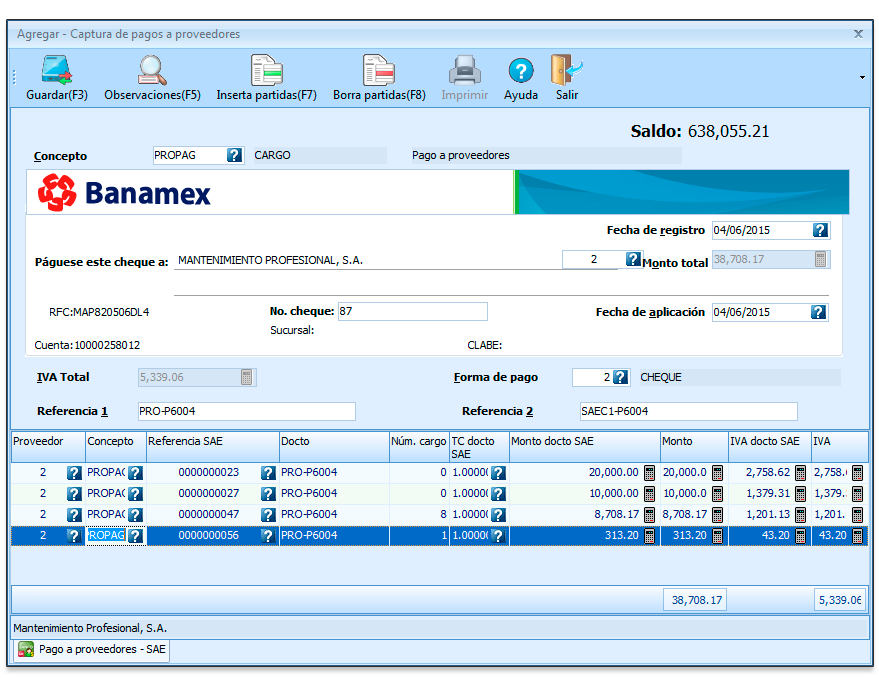 Agregar - Captura de pagos a proveedores
Guardar(F3) Observaciones(F5) Inserta partidas(F7) Borra partidas(F8) Imprimir Ayuda Salir
Saldo: 638,055.21
Concepto PROPAG CARGO Pago a proveedores
Banamex
Fecha de registro 04/06/2015
Páguese este cheque a: MANTENIMIENTO PROFESIONAL, S.A. 2 Monto total 38,708.17
RFC:MAP820506DL4 No. cheque: 87 Fecha de aplicación 04/06/2015
Sucursal:
Cuenta:10000258012 CLABE:
IVA Total 5,339.06 Forma de pago 2 CHEQUE
Referencia 1 PRO-P6004 Referencia 2 SAEC1-P6004
Proveedor Concepto Referencia SAE Docto Núm. cargo TC docto SAE Monto docto SAE Monto IVA docto SAE IVA
2 PROPAG 0000000023 PRO-P6004 0 1.0000 20,000.00 20,000.0 2,758.62 2,758.
2 PROPAG 0000000027 PRO-P6004 0 1.0000 10,000.00 10,000.0 1,379.31 1,379.
2 PROPAG 0000000047 PRO-P6004 8 1.0000 8,708.17 8,708.17 1,201.13 1,201.
2 PROPAG 0000000056 PRO-P6004 1 1.0000 313.20 313.20 43.20 43.20
38,708.17 5,339.06
Mantenimiento Profesional, S.A.
Pago a proveedores - SAE